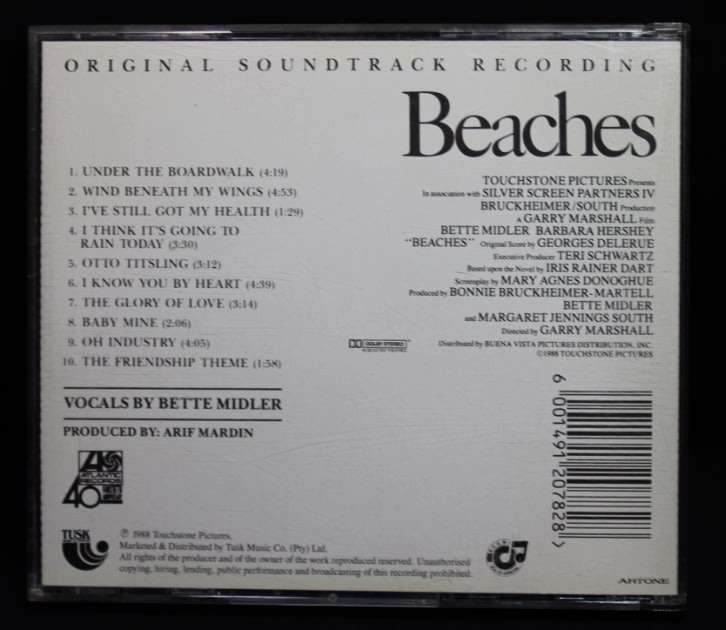 ORIGINAL SOUNDTRACK RECORDING
Beaches
1. UNDER THE BOARDWALK (4:19)
2. WIND BENEATH MY WINGS (4:53)
3. I'VE STILL GOT MY HEALTH (1:29)
4. I THINK IT'S GOING TO
RAIN TODAY (3:30)
5. OTTO TITSLING (3:12)
6. I KNOW YOU BY HEART (4:39)
7. THE GLORY OF LOVE (3:14)
8. BABY MINE (2:06)
9. OH INDUSTRY (4:05)
10. THE FRIENDSHIP THEME (1:58)
VOCALS BY BETTE MIDLER
PRODUCED BY: ARIF MARDIN
TOUCHSTONE PICTURES Presents
In association with SILVER SCREEN PARTNERS IV
BRUCKHEIMER/SOUTH Production
A GARRY MARSHALL Film
BETTE MIDLER BARBARA HERSHEY
"BEACHES" Original Score by GEORGES DELERUE
Executive Producer TERI SCHWARTZ
Based upon the Novel by IRIS RAINER DART
Screenplay by MARY AGNES DONOGHUE
Produced by BONNIE BRUCKHEIMER-MARTELL
BETTE MIDLER
and MARGARET JENNINGS SOUTH
Directed by GARRY MARSHALL
DOLBY STEREO
Distributed by BUENA VISTA PICTURES DISTRIBUTION, INC.
©1988 TOUCHSTONE PICTURES
6 001491 207828 >
ATLANTIC
RECORDS
40
TUSK
℗ 1988 Touchstone Pictures.
Marketed & Distributed by Tusk Music Co. (Pty) Ltd.
All rights of the producer and of the owner of the work reproduced reserved. Unauthorised
copying, hiring, lending, public performance and broadcasting of this recording prohibited.
ARTONE